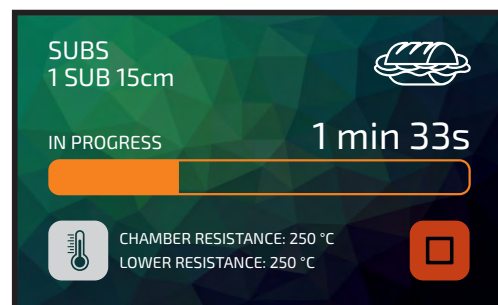 SUBS
1 SUB 15cm
IN PROGRESS
1 min 33s
CHAMBER RESISTANCE: 250 °C
LOWER RESISTANCE: 250 °C